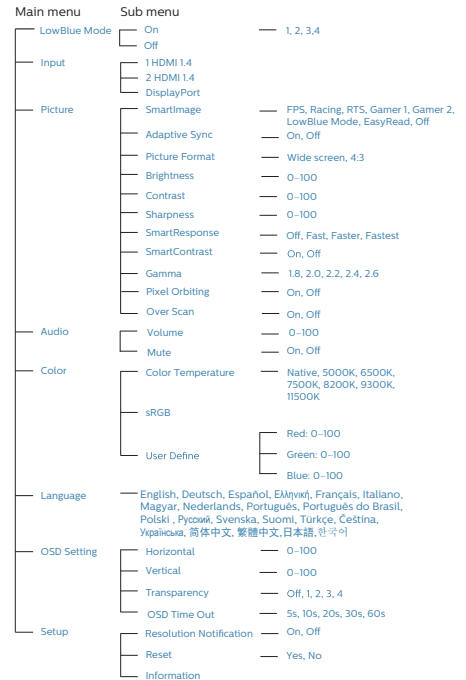 Main menu Sub menu
LowBlue Mode On 1, 2, 3,4
Off
Input 1 HDMI 1.4
2 HDMI 1.4
DisplayPort
Picture SmartImage FPS, Racing, RTS, Gamer 1, Gamer 2,
LowBlue Mode, EasyRead, Off
Adaptive Sync On, Off
Picture Format Wide screen, 4:3
Brightness 0–100
Contrast 0–100
Sharpness 0–100
SmartResponse Off, Fast, Faster, Fastest
SmartContrast On, Off
Gamma 1.8, 2.0, 2.2, 2.4, 2.6
Pixel Orbiting On, Off
Over Scan On, Off
Audio Volume 0–100
Mute On, Off
Color Color Temperature Native, 5000K, 6500K,
7500K, 8200K, 9300K,
11500K
sRGB
Red: 0–100
Green: 0–100
User Define
Blue: 0–100
Language English, Deutsch, Español, Ελληνική, Français, Italiano,
Magyar, Nederlands, Português, Português do Brasil,
Polski , Русский, Svenska, Suomi, Türkçe, Čeština,
Українська, 简体中文, 繁體中文,日本語,한국어
OSD Setting Horizontal 0–100
Vertical 0–100
Transparency Off, 1, 2, 3, 4
OSD Time Out 5s, 10s, 20s, 30s, 60s
Setup Resolution Notification On, Off
Reset Yes, No
Information